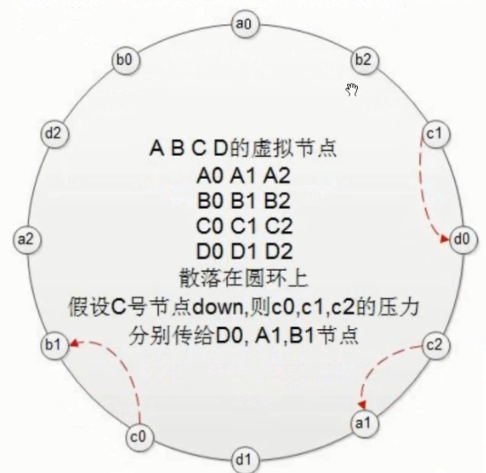 a0
b0
b2
d2
c1
A B C D的虚拟节点
A0 A1 A2
B0 B1 B2
C0 C1 C2
D0 D1 D2
a2
d0
散落在圆环上
假设C号节点down,则c0,c1,c2的压力
分别传给D0, A1,B1节点
b1
c2
a1
c0
d1